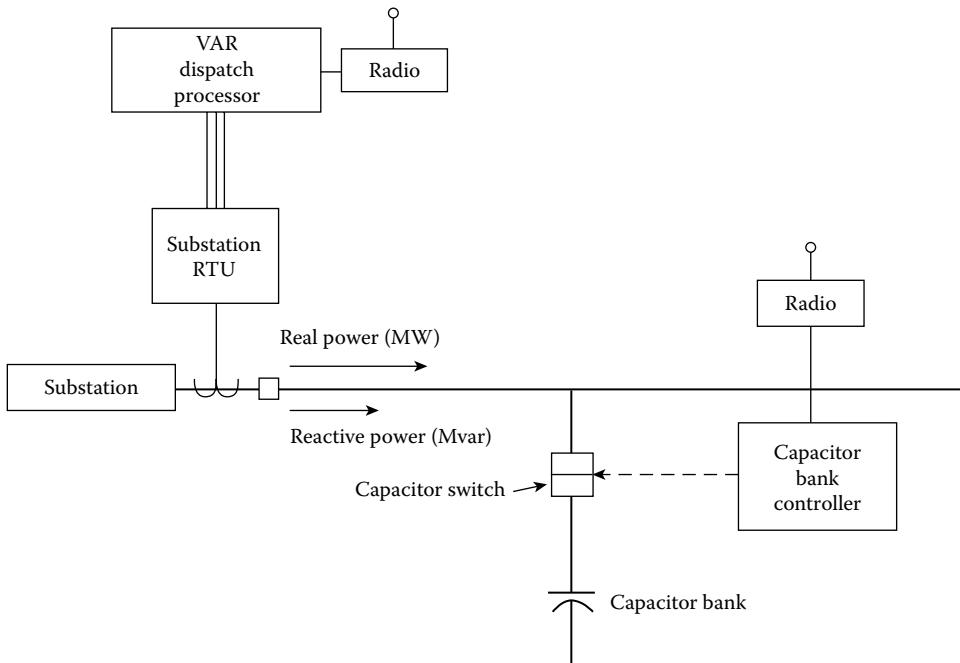 VAR
dispatch
processor
Radio
Substation
RTU
Radio
Real power (MW)
Substation
Reactive power (Mvar)
Capacitor
bank
controller
Capacitor switch
Capacitor bank